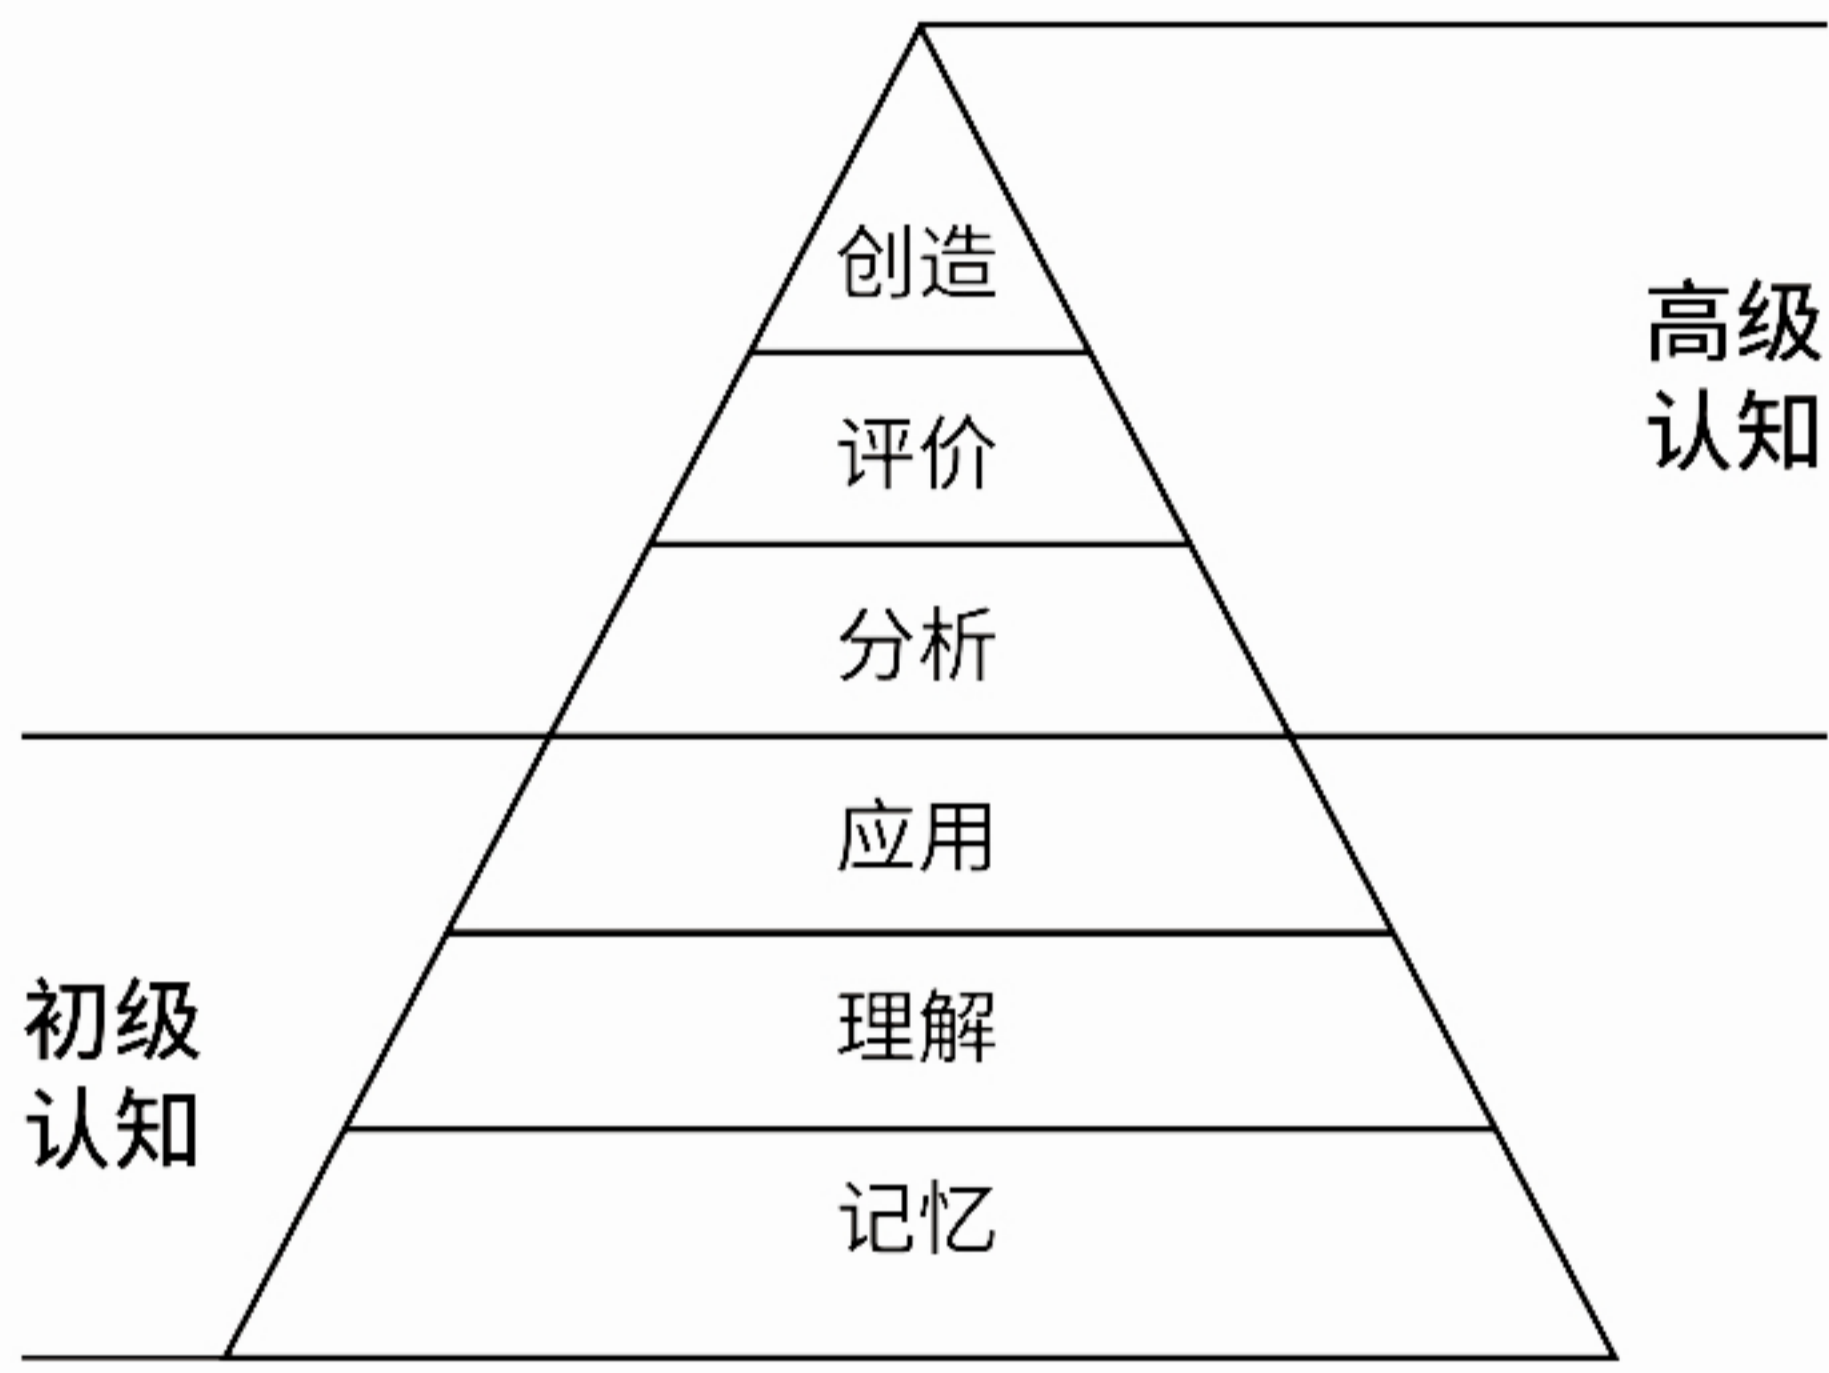 创造
高级
认知
评价
分析
应用
初级
认知
理解
记忆